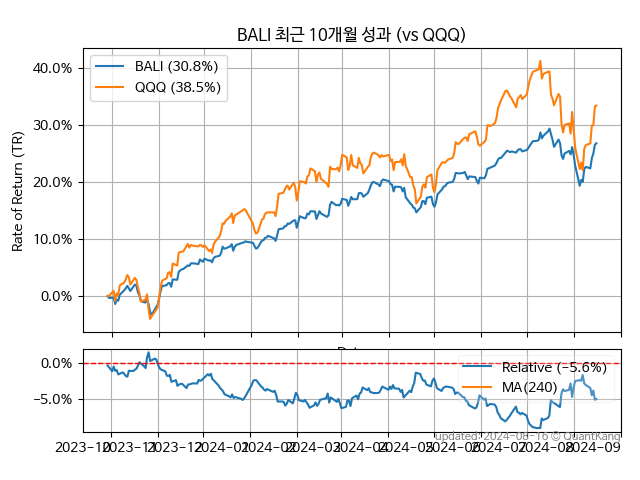 BALI 최근 10개월 성과 (vs QQQ)
Rate of Return (TR)
40.0%
30.0%
20.0%
10.0%
0.0%
BALI (30.8%)
QQQ (38.5%)
0.0%
−5.0%
Relative (−5.6%)
MA(240)
2023-10
2023-11
2023-12
2024-01
2024-02
2024-03
2024-04
2024-05
2024-06
2024-07
2024-08
2024-09
updated: 2024-08-16 © QuantKang